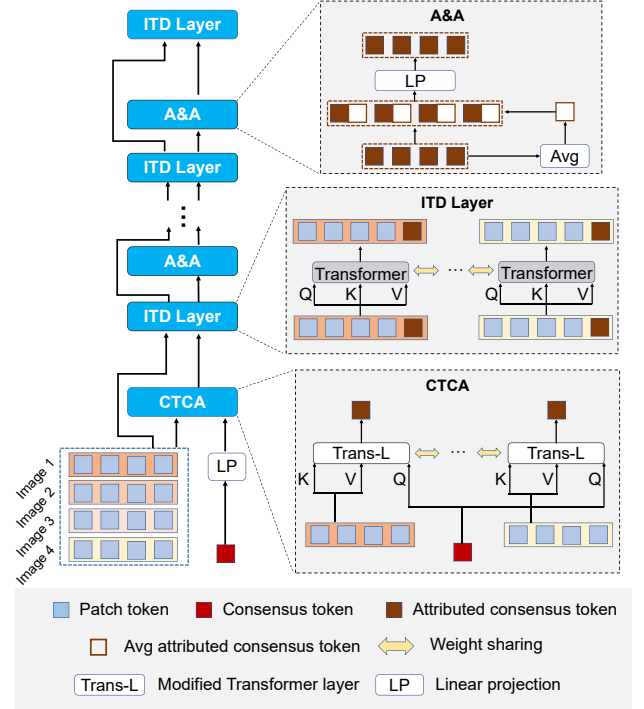 ITD Layer
A&A
ITD Layer
⋮
A&A
ITD Layer
CTCA
LP
Image 1
Image 2
Image 3
Image 4
A&A
LP
Avg
ITD Layer
Transformer
...
Transformer
Q K V
Q K V
CTCA
Trans-L
...
Trans-L
K V Q
K V Q
Patch token
Consensus token
Attributed consensus token
Avg attributed consensus token
Weight sharing
Trans-L Modified Transformer layer
LP Linear projection